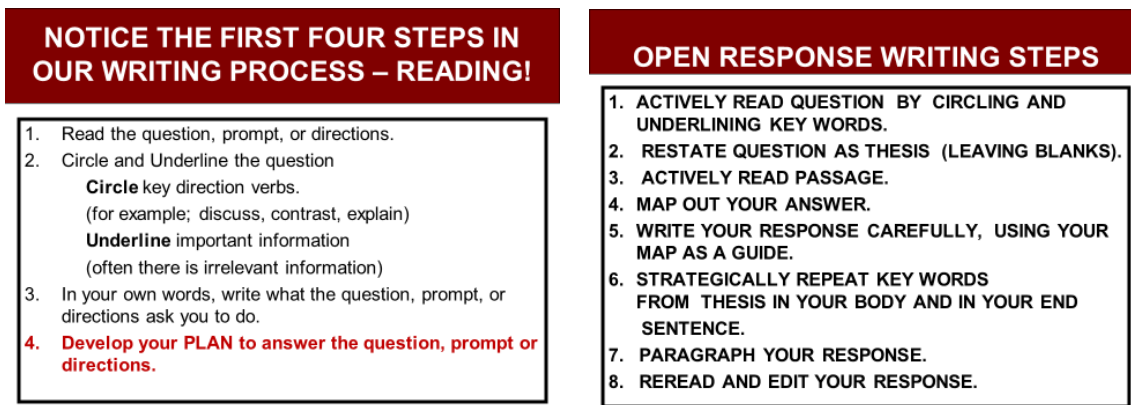 NOTICE THE FIRST FOUR STEPS IN
OUR WRITING PROCESS – READING!
1. Read the question, prompt, or directions.
2. Circle and Underline the question
Circle key direction verbs.
(for example; discuss, contrast, explain)
Underline important information
(often there is irrelevant information)
3. In your own words, write what the question, prompt, or
directions ask you to do.
4. Develop your PLAN to answer the question, prompt or
directions.
OPEN RESPONSE WRITING STEPS
1. ACTIVELY READ QUESTION BY CIRCLING AND
UNDERLINING KEY WORDS.
2. RESTATE QUESTION AS THESIS (LEAVING BLANKS).
3. ACTIVELY READ PASSAGE.
4. MAP OUT YOUR ANSWER.
5. WRITE YOUR RESPONSE CAREFULLY, USING YOUR
MAP AS A GUIDE.
6. STRATEGICALLY REPEAT KEY WORDS
FROM THESIS IN YOUR BODY AND IN YOUR END
SENTENCE.
7. PARAGRAPH YOUR RESPONSE.
8. REREAD AND EDIT YOUR RESPONSE.